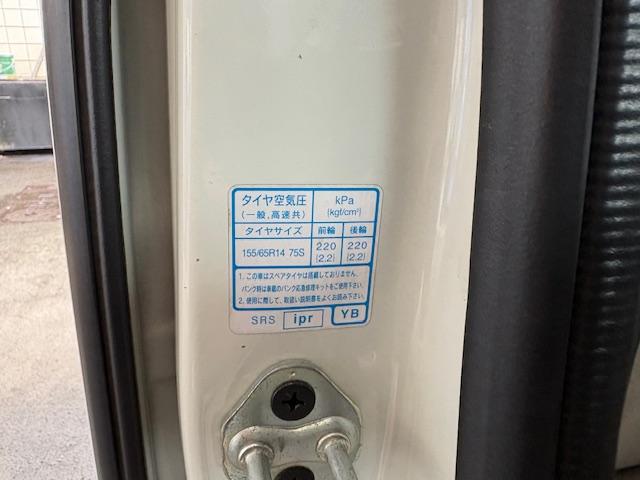 タイヤ空気圧 kPa
(一般,高速共) {kgf/cm²}
タイヤサイズ 前輪 後輪
155/65R14 75S 220 220
{2.2} {2.2}
1.この車はスペアタイヤは搭載しておりません。
パンク時は車載のパンク応急修理キットをご使用下さい。
2.使用に際して、取扱い説明書をよくお読み下さい。
SRS ipr YB